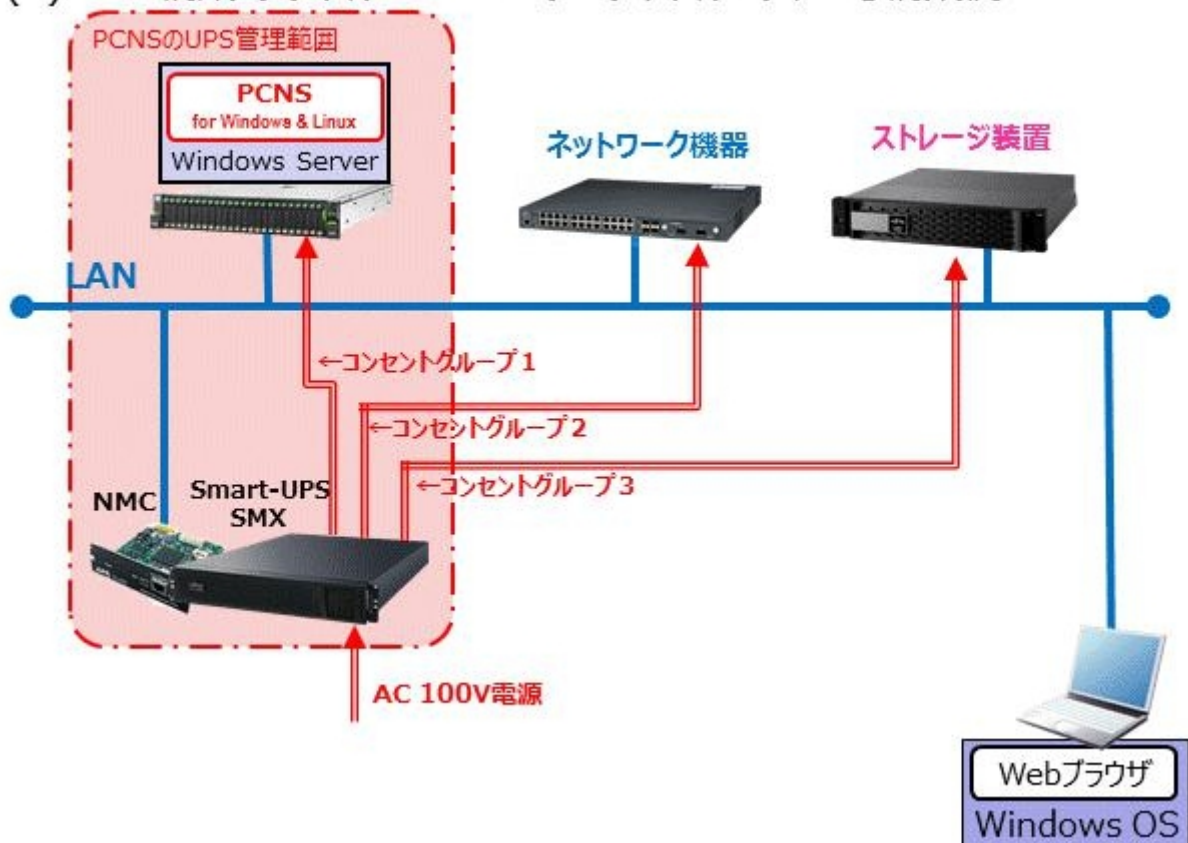 PCNSのUPS管理範囲
PCNS
for Windows & Linux
Windows Server
ネットワーク機器
ストレージ装置
LAN
←コンセントグループ1
←コンセントグループ2
←コンセントグループ3
NMC
Smart-UPS
SMX
AC 100V電源
Webブラウザ
Windows OS